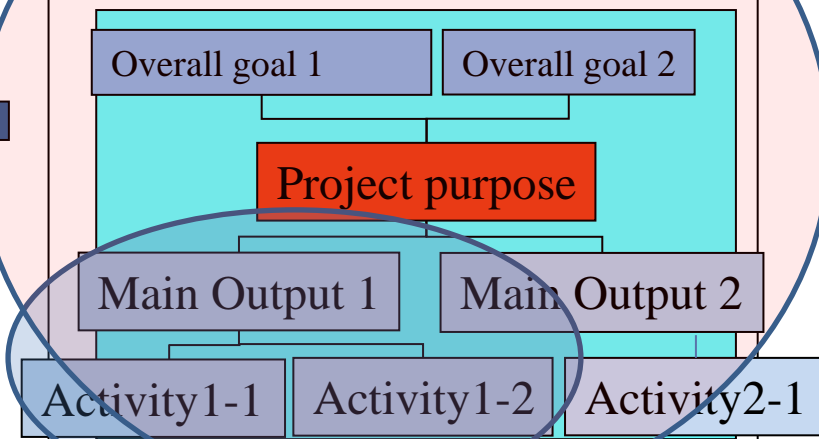 Overall goal 1
Overall goal 2
Project purpose
Main Output 1
Main Output 2
Activity1-1
Activity1-2
Activity2-1